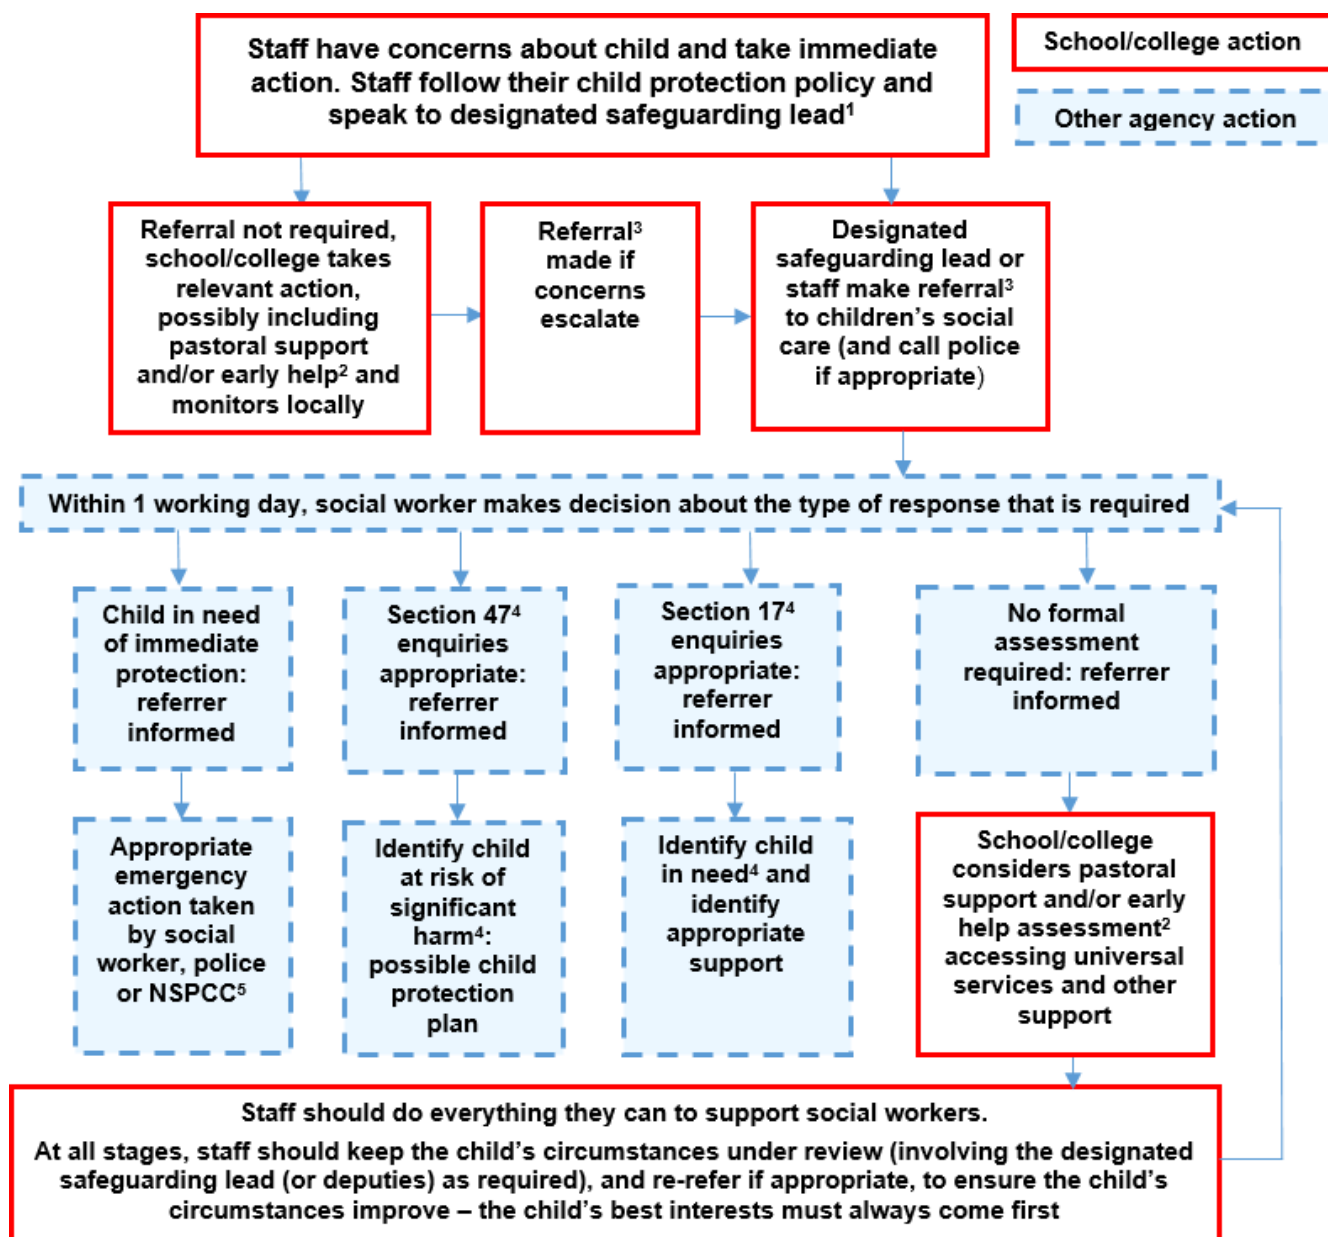 Staff have concerns about child and take immediate
action. Staff follow their child protection policy and
speak to designated safeguarding lead¹
School/college action
Other agency action
Referral not required,
school/college takes
relevant action,
possibly including
pastoral support
and/or early help² and
monitors locally
Referral³
made if
concerns
escalate
Designated
safeguarding lead or
staff make referral³
to children’s social
care (and call police
if appropriate)
Within 1 working day, social worker makes decision about the type of response that is required
Child in need
of immediate
protection:
referrer
informed
Section 47⁴
enquiries
appropriate:
referrer
informed
Section 17⁴
enquiries
appropriate:
referrer
informed
No formal
assessment
required: referrer
informed
Appropriate
emergency
action taken
by social
worker, police
or NSPCC⁵
Identify child
at risk of
significant
harm⁴:
possible child
protection
plan
Identify child
in need⁴ and
identify
appropriate
support
School/college
considers pastoral
support and/or early
help assessment²
accessing universal
services and other
support
Staff should do everything they can to support social workers.
At all stages, staff should keep the child’s circumstances under review (involving the designated
safeguarding lead (or deputies) as required), and re-refer if appropriate, to ensure the child’s
circumstances improve – the child’s best interests must always come first